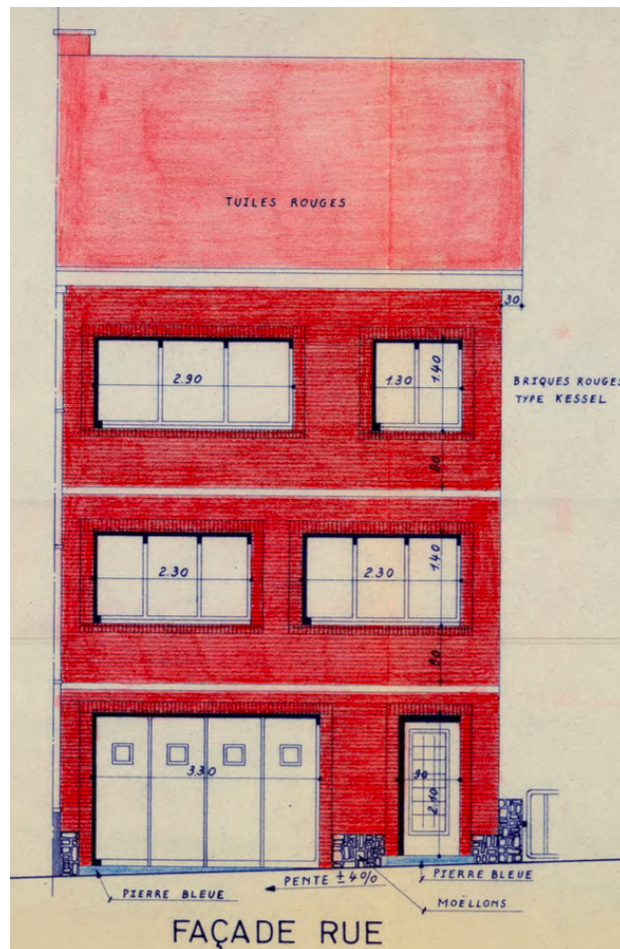 TUILES ROUGES
30
2.90
1.30
1.40
BRIQUES ROUGES
TYPE KESSEL
90
2.30
2.30
1.40
90
3.30
90
2.10
PIERRE BLEUE
PENTE ± 4%
PIERRE BLEUE
MOËLLONS
FAÇADE RUE